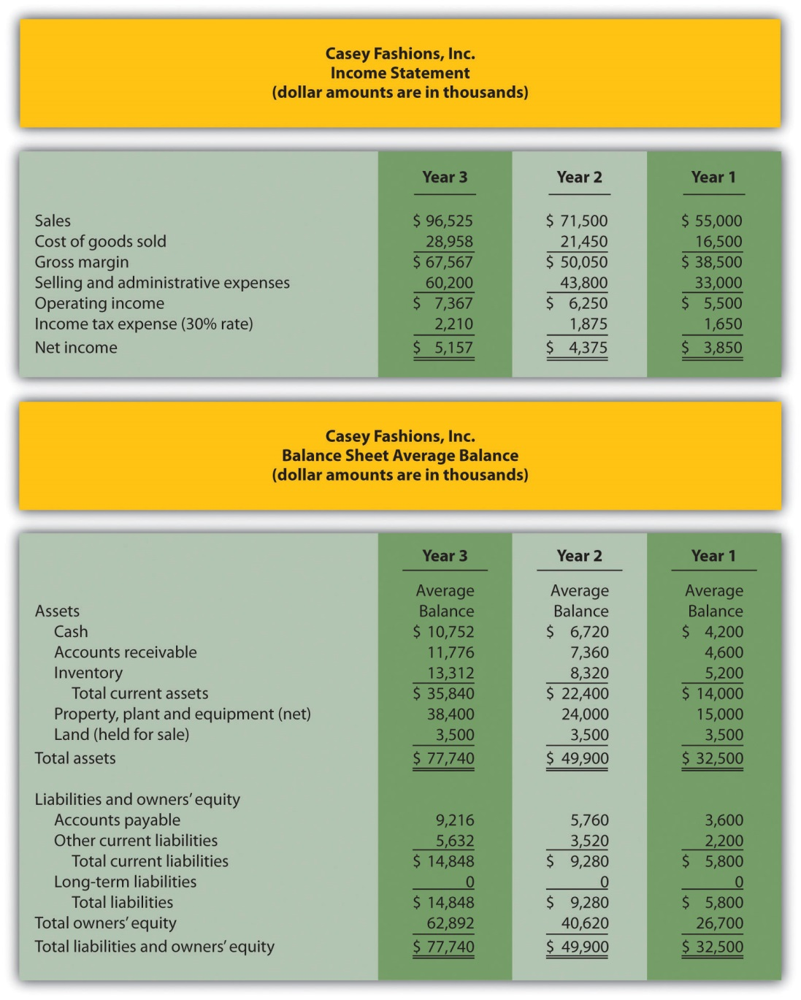 Casey Fashions, Inc.
Income Statement
(dollar amounts are in thousands)
Year 3 Year 2 Year 1
Sales $ 96,525 $ 71,500 $ 55,000
Cost of goods sold 28,958 21,450 16,500
Gross margin $ 67,567 $ 50,050 $ 38,500
Selling and administrative expenses 60,200 43,800 33,000
Operating income $ 7,367 $ 6,250 $ 5,500
Income tax expense (30% rate) 2,210 1,875 1,650
Net income $ 5,157 $ 4,375 $ 3,850
Casey Fashions, Inc.
Balance Sheet Average Balance
(dollar amounts are in thousands)
Year 3 Year 2 Year 1
Average Average Average
Assets Balance Balance Balance
Cash $ 10,752 $ 6,720 $ 4,200
Accounts receivable 11,776 7,360 4,600
Inventory 13,312 8,320 5,200
Total current assets $ 35,840 $ 22,400 $ 14,000
Property, plant and equipment (net) 38,400 24,000 15,000
Land (held for sale) 3,500 3,500 3,500
Total assets $ 77,740 $ 49,900 $ 32,500
Liabilities and owners’ equity
Accounts payable 9,216 5,760 3,600
Other current liabilities 5,632 3,520 2,200
Total current liabilities $ 14,848 $ 9,280 $ 5,800
Long-term liabilities 0 0 0
Total liabilities $ 14,848 $ 9,280 $ 5,800
Total owners’ equity 62,892 40,620 26,700
Total liabilities and owners’ equity $ 77,740 $ 49,900 $ 32,500